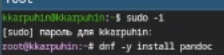 kkarpuhin@kkarpuhin:~$ sudo -i
[sudo] пароль для kkarpuhin:
root@kkarpuhin:~# dnf -y install pandoc